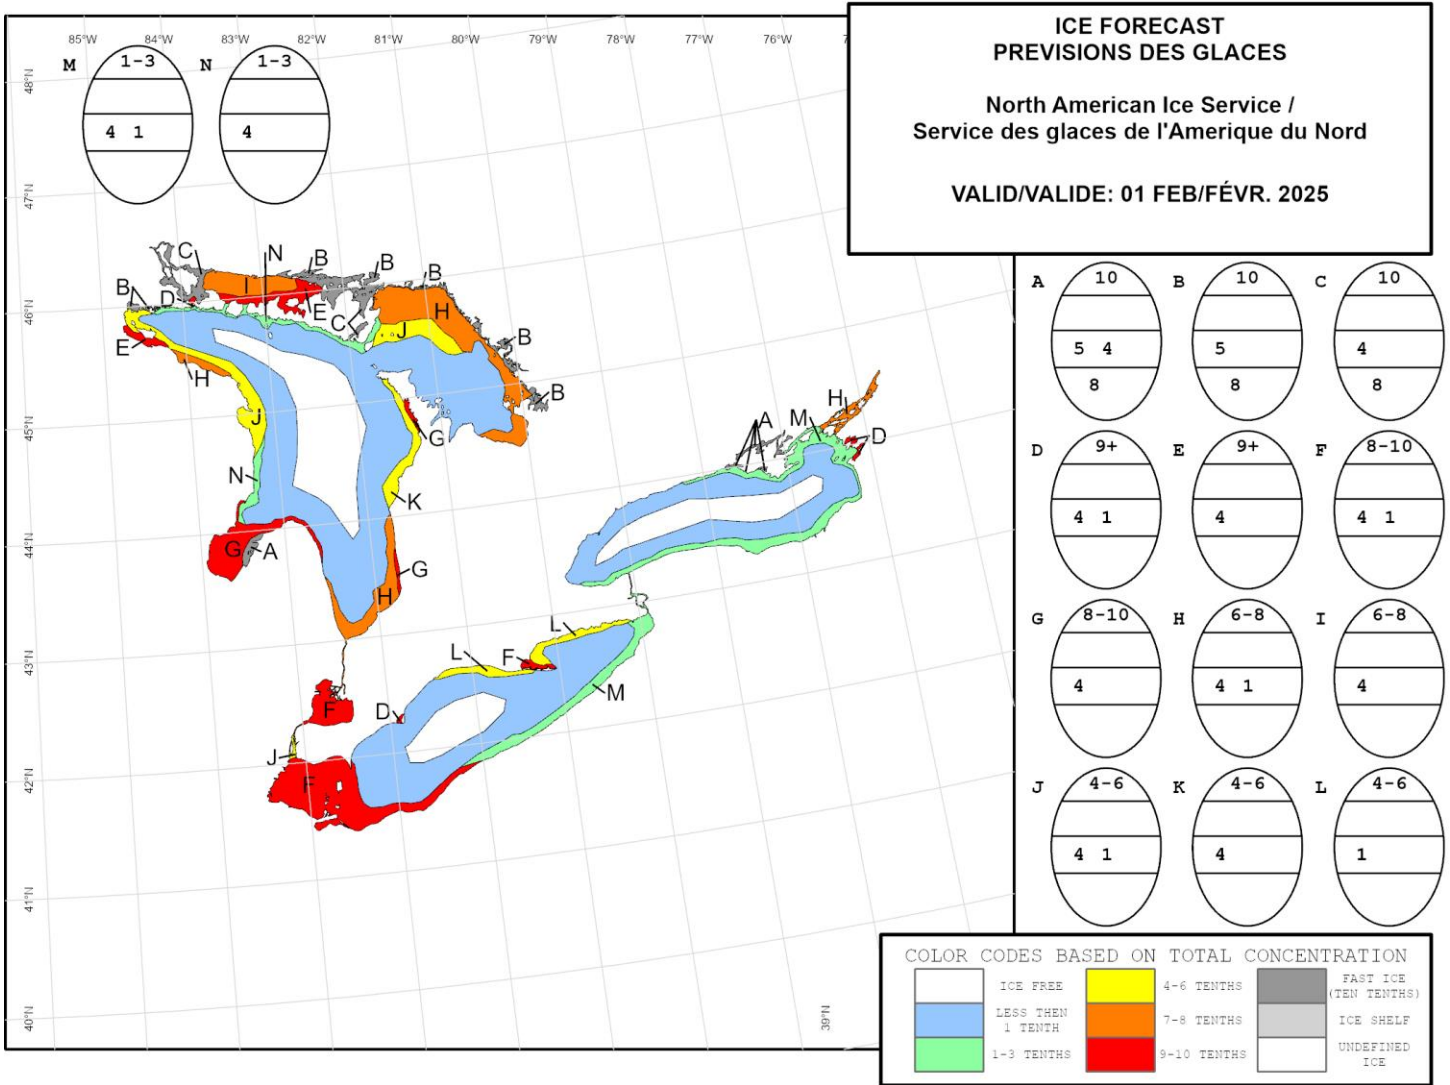 ICE FORECAST
PREVISIONS DES GLACES
North American Ice Service /
Service des glaces de l'Amerique du Nord
VALID/VALIDE: 01 FEB/FÉVR. 2025
85°W 84°W 83°W 82°W 81°W 80°W 79°W 78°W 77°W 76°W
48°N
47°N
46°N
45°N
44°N
43°N
42°N
41°N
40°N
39°N
M 1-3
4 1
N 1-3
4
C N B B B
B D I E C H J
E H B
J B
G
N K
G A
G
H
A M H D
L
L F
M
D
F
J
F
A 10
5 4
8
B 10
5
8
C 10
4
8
D 9+
4 1
E 9+
4
F 8-10
4 1
G 8-10
4
H 6-8
4 1
I 6-8
4
J 4-6
4 1
K 4-6
4
L 4-6
1
COLOR CODES BASED ON TOTAL CONCENTRATION
ICE FREE
LESS THEN
1 TENTH
1-3 TENTHS
4-6 TENTHS
7-8 TENTHS
9-10 TENTHS
FAST ICE
(TEN TENTHS)
ICE SHELF
UNDEFINED
ICE